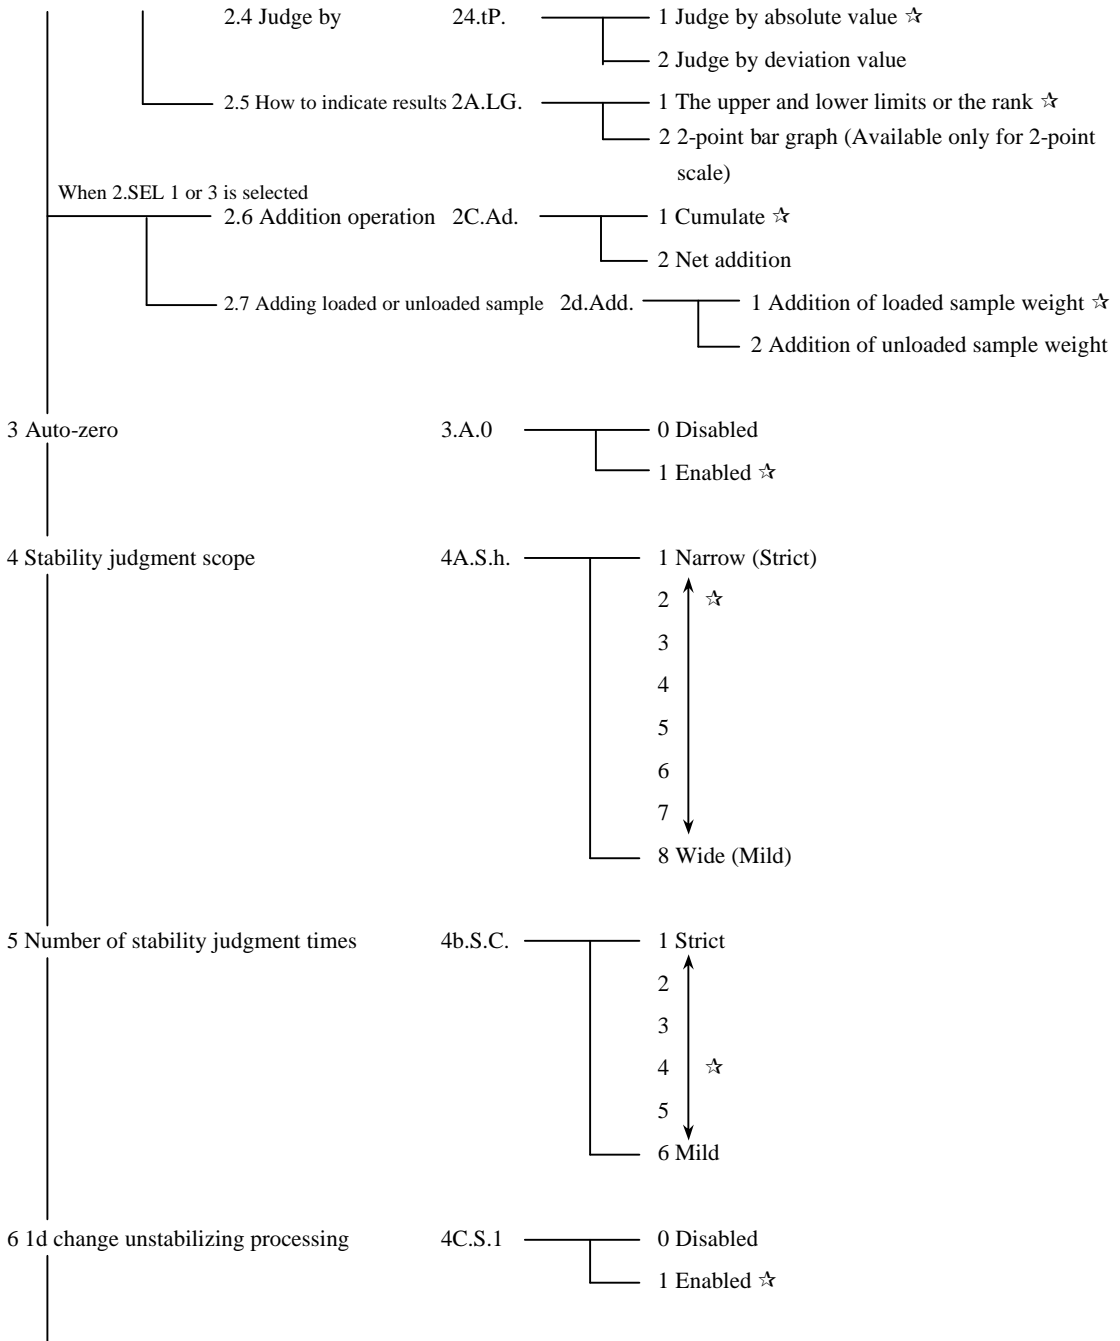 2.4 Judge by 24.tP. 1 Judge by absolute value ☆
2 Judge by deviation value
2.5 How to indicate results 2A.LG. 1 The upper and lower limits or the rank ☆
2 2-point bar graph (Available only for 2-point
scale)
When 2.SEL 1 or 3 is selected
2.6 Addition operation 2C.Ad. 1 Cumulate ☆
2 Net addition
2.7 Adding loaded or unloaded sample 2d.Add. 1 Addition of loaded sample weight ☆
2 Addition of unloaded sample weight
3 Auto-zero 3.A.0 0 Disabled
1 Enabled ☆
4 Stability judgment scope 4A.S.h. 1 Narrow (Strict)
2 ☆
3
4
5
6
7
8 Wide (Mild)
5 Number of stability judgment times 4b.S.C. 1 Strict
2
3
4 ☆
5
6 Mild
6 1d change unstabilizing processing 4C.S.1 0 Disabled
1 Enabled ☆